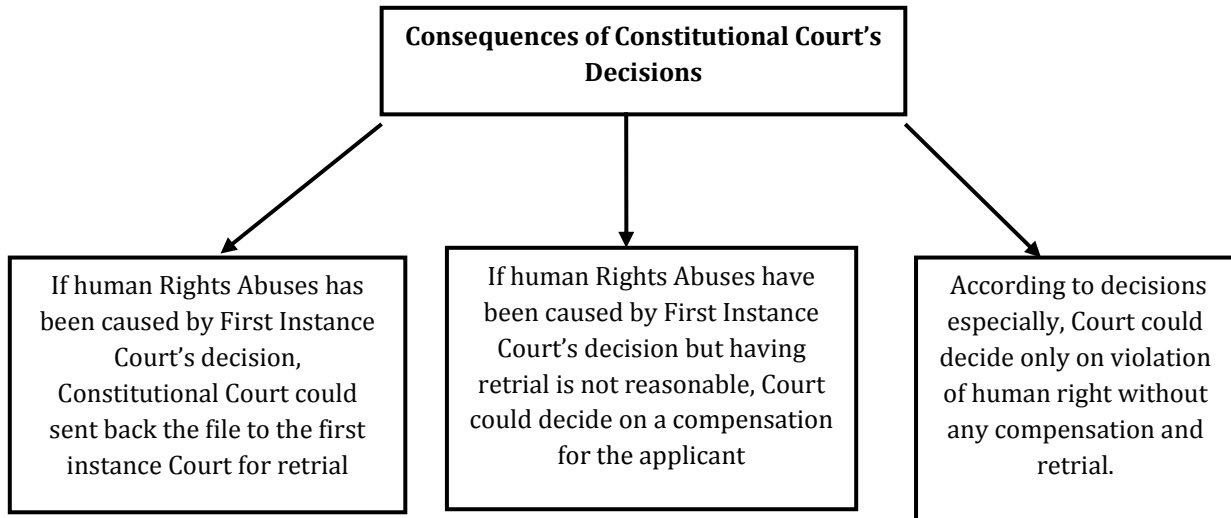 Consequences of Constitutional Court's
Decisions
If human Rights Abuses has
been caused by First Instance
Court's decision,
Constitutional Court could
sent back the file to the first
instance Court for retrial
If human Rights Abuses have
been caused by First Instance
Court's decision but having
retrial is not reasonable, Court
could decide on a compensation
for the applicant
According to decisions
especially, Court could
decide only on violation
of human right without
any compensation and
retrial.